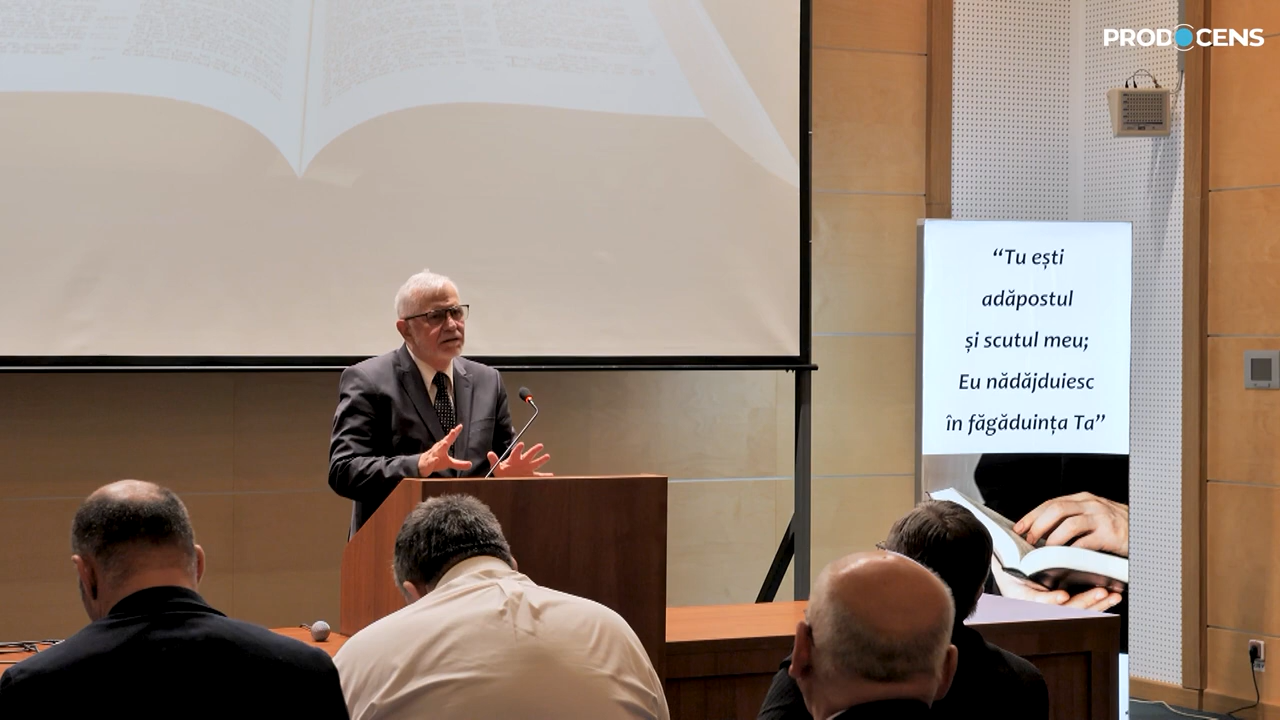 PRODOCENS
“Tu ești
adăpostul
și scutul meu;
Eu nădăjduiesc
în făgăduința Ta”